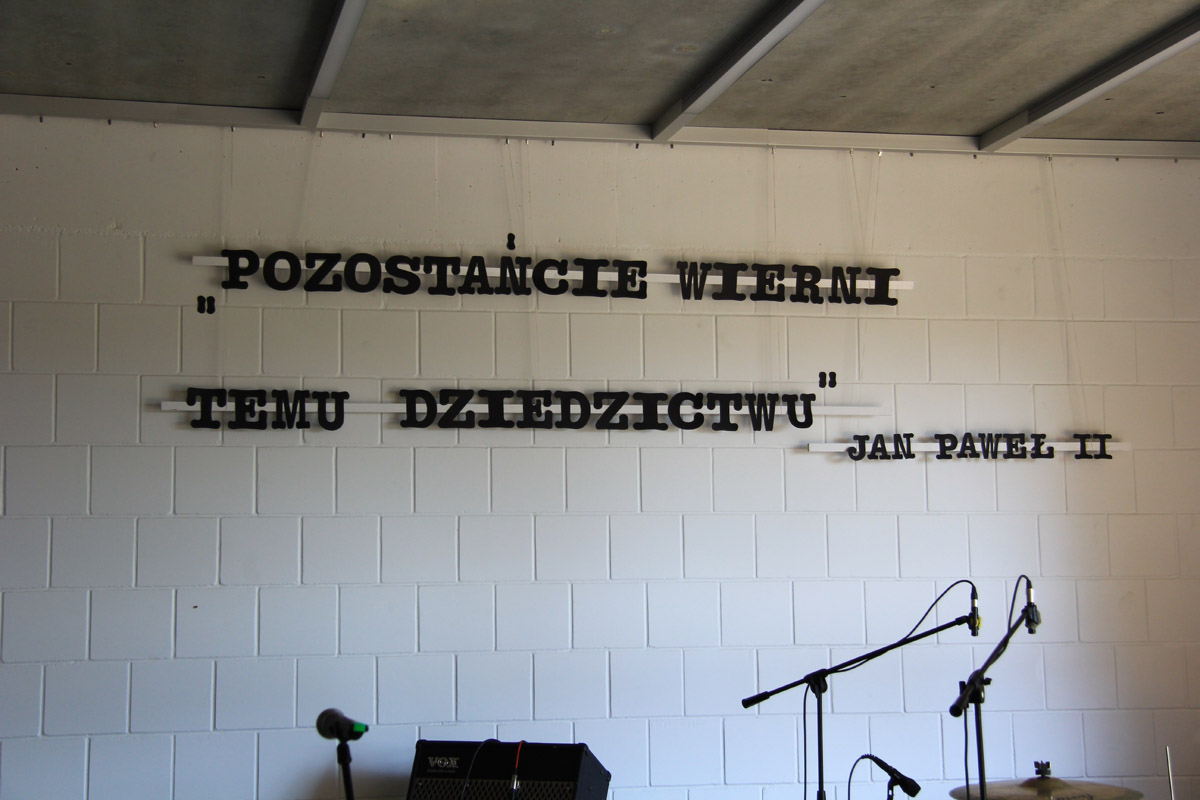 "POZOSTAŃCIE WIERNI
TEMU DZIEDZICTWU"
JAN PAWEŁ II
VOX